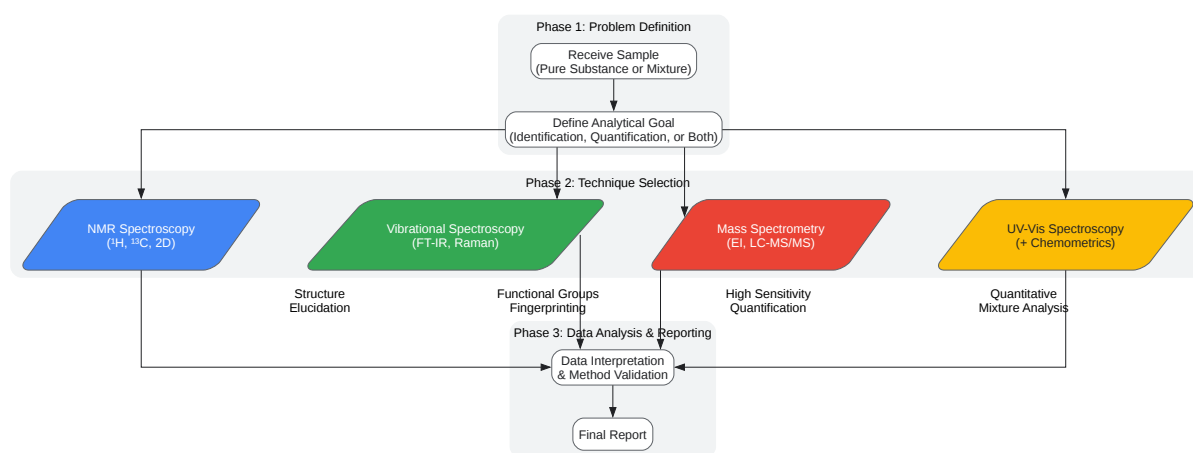 Phase 1: Problem Definition
Receive Sample
(Pure Substance or Mixture)
Define Analytical Goal
(Identification, Quantification, or Both)
Phase 2: Technique Selection
NMR Spectroscopy
(¹H, ¹³C, 2D)
Vibrational Spectroscopy
(FT-IR, Raman)
Mass Spectrometry
(EI, LC-MS/MS)
UV-Vis Spectroscopy
(+ Chemometrics)
Structure
Elucidation
Functional Groups
Fingerprinting
High Sensitivity
Quantification
Quantitative
Mixture Analysis
Phase 3: Data Analysis & Reporting
Data Interpretation
& Method Validation
Final Report